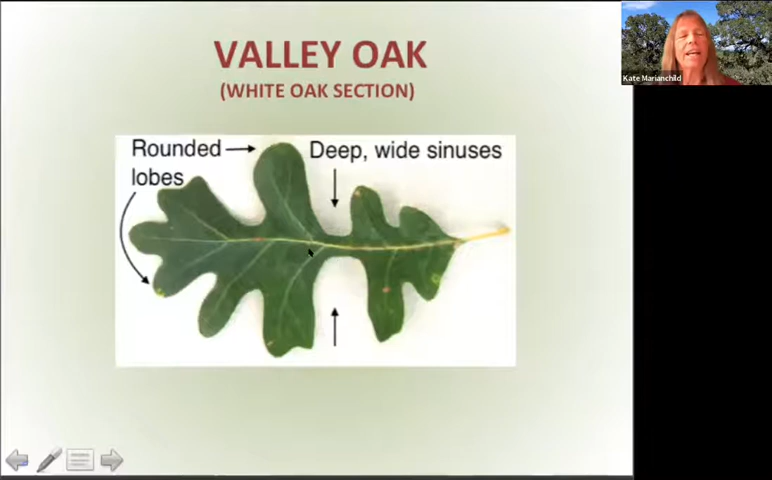 VALLEY OAK
(WHITE OAK SECTION)
Rounded
lobes
Deep, wide sinuses
Kate Marianchild